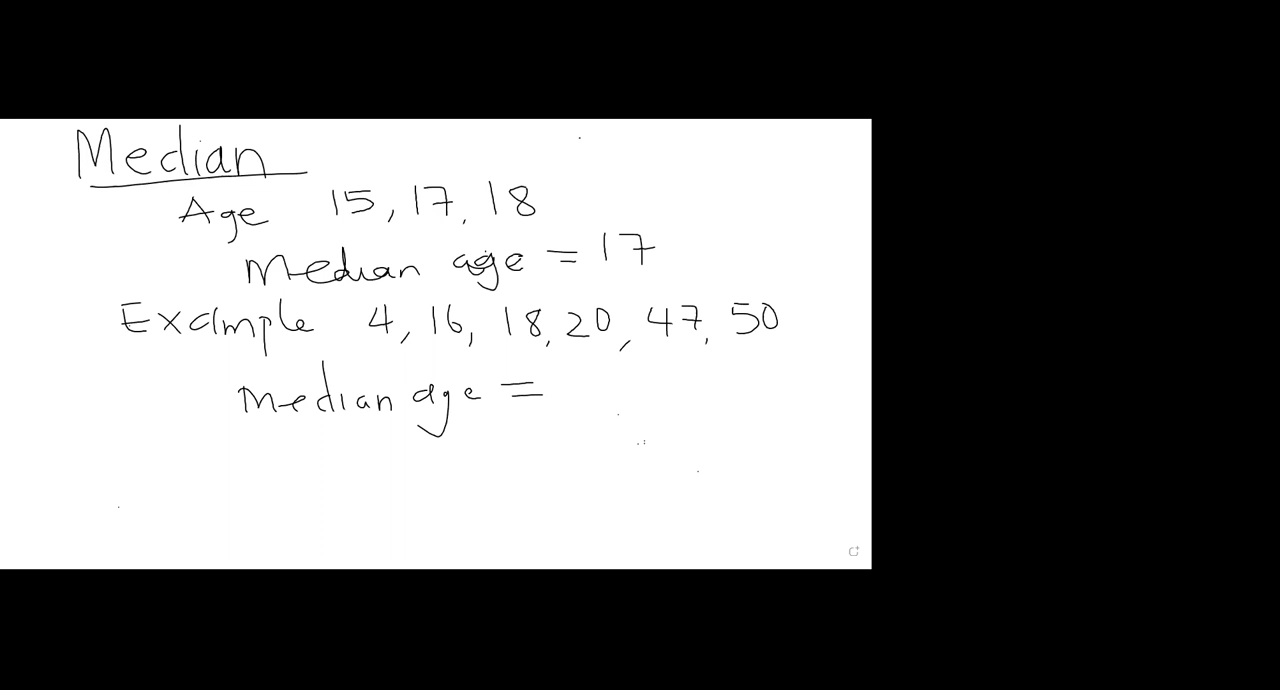 Median
Age 15, 17, 18
Median age = 17
Example 4, 16, 18, 20, 47, 50
Median age =